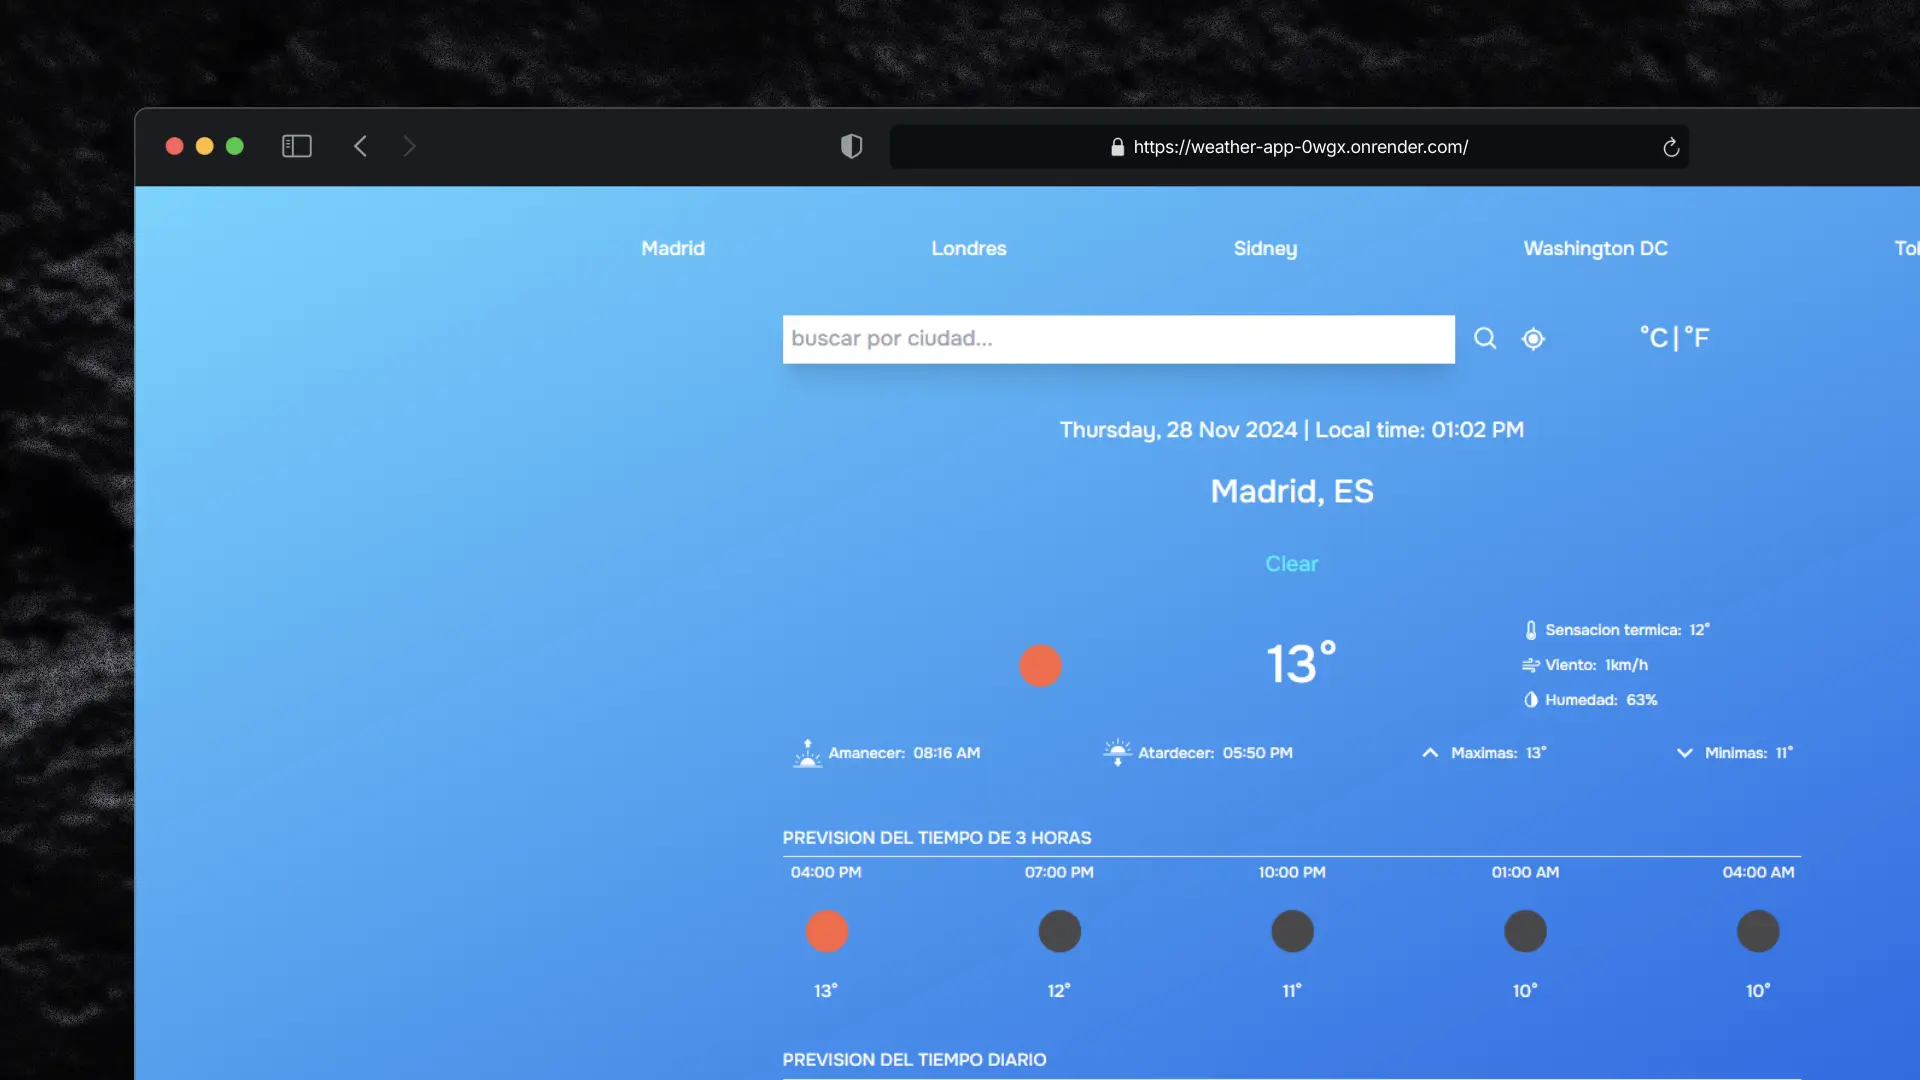 https://weather-app-0wgx.onrender.com/
Madrid Londres Sidney Washington DC
buscar por ciudad... °C|°F
Thursday, 28 Nov 2024 | Local time: 01:02 PM
Madrid, ES
Clear
13°
Sensacion termica: 12°
Viento: 1km/h
Humedad: 63%
Amanecer: 08:16 AM Atardecer: 05:50 PM Maximas: 13° Minimas: 11°
PREVISION DEL TIEMPO DE 3 HORAS
04:00 PM 07:00 PM 10:00 PM 01:00 AM 04:00 AM
13° 12° 11° 10° 10°
PREVISION DEL TIEMPO DIARIO